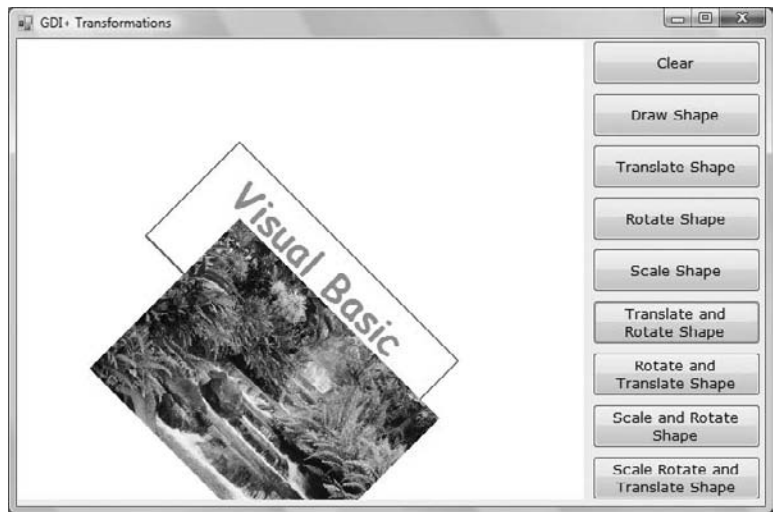 GDI+ Transformations
Clear
Draw Shape
Translate Shape
Rotate Shape
Scale Shape
Translate and
Rotate Shape
Rotate and
Translate Shape
Scale and Rotate
Shape
Scale Rotate and
Translate Shape
Visual Basic